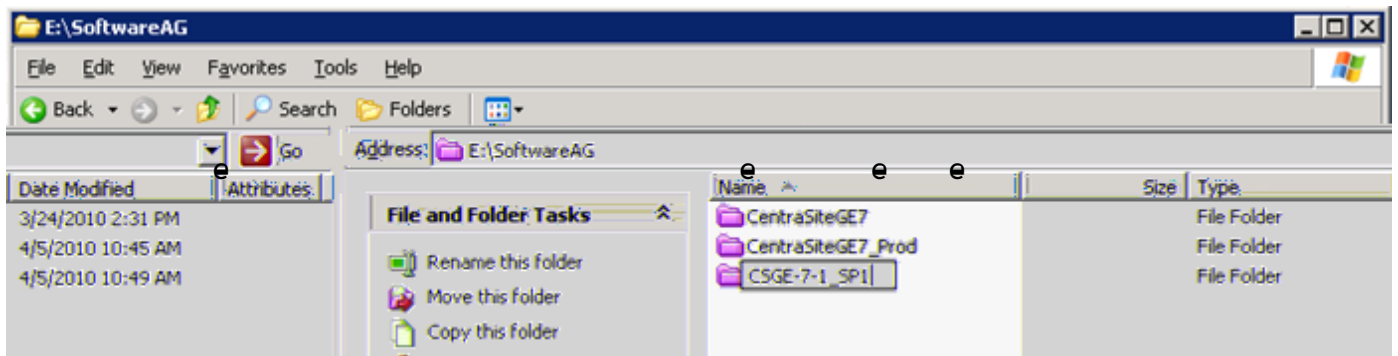 E:\SoftwareAG
File Edit View Favorites Tools Help
Back Search Folders
Go Address: E:\SoftwareAG
e e e e
Date Modified Attributes Name Size Type
3/24/2010 2:31 PM File and Folder Tasks CentraSiteGE7 File Folder
4/5/2010 10:45 AM Rename this folder CentraSiteGE7_Prod File Folder
4/5/2010 10:49 AM Move this folder CSGE-7-1_SP1 File Folder
Copy this folder